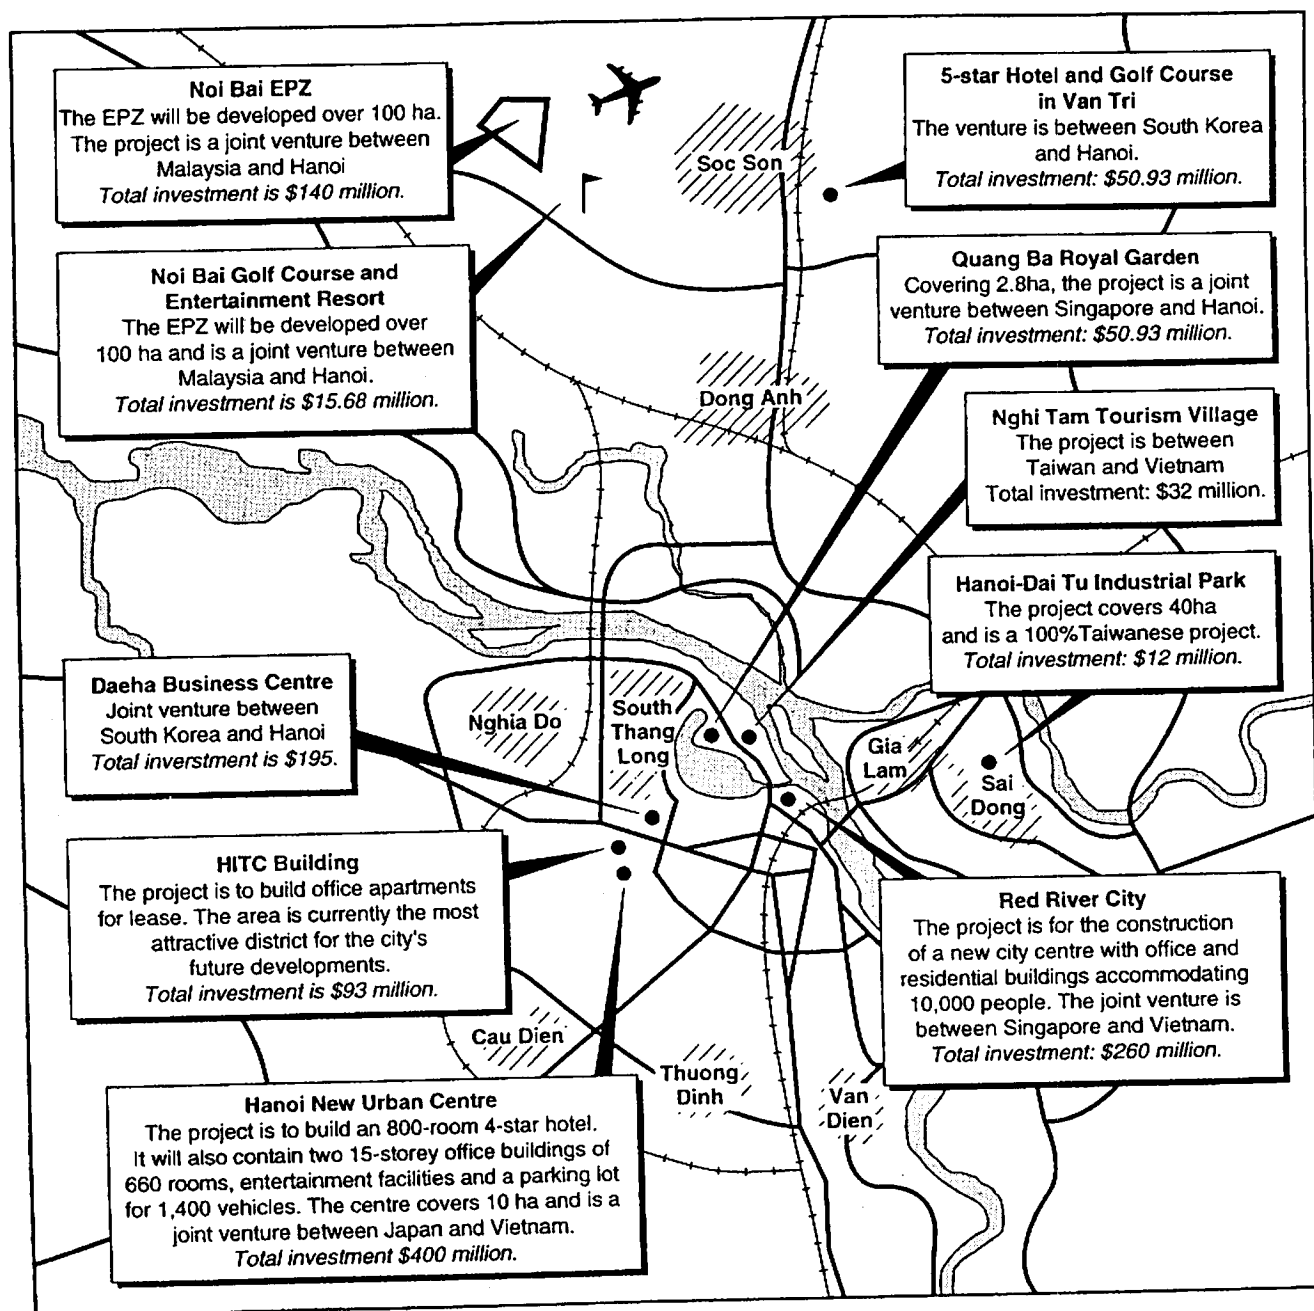 Noi Bai EPZ
The EPZ will be developed over 100 ha.
The project is a joint venture between
Malaysia and Hanoi
Total investment is $140 million.
Noi Bai Golf Course and
Entertainment Resort
The EPZ will be developed over
100 ha and is a joint venture between
Malaysia and Hanoi.
Total investment is $15.68 million.
Soc Son
5-star Hotel and Golf Course
in Van Tri
The venture is between South Korea
and Hanoi.
Total investment: $50.93 million.
Quang Ba Royal Garden
Covering 2.8ha, the project is a joint
venture between Singapore and Hanoi.
Total investment: $50.93 million.
Dong Anh
Nghi Tam Tourism Village
The project is between
Taiwan and Vietnam
Total investment: $32 million.
Hanoi-Dai Tu Industrial Park
The project covers 40ha
and is a 100%Taiwanese project.
Total investment: $12 million.
Daeha Business Centre
Joint venture between
South Korea and Hanoi
Total inverstment is $195.
Nghia Do
South
Thang
Long
Gia
Lam
Sai
Dong
HITC Building
The project is to build office apartments
for lease. The area is currently the most
attractive district for the city's
future developments.
Total investment is $93 million.
Red River City
The project is for the construction
of a new city centre with office and
residential buildings accommodating
10,000 people. The joint venture is
between Singapore and Vietnam.
Total investment: $260 million.
Cau Dien
Thuong
Dinh
Van
Dien
Hanoi New Urban Centre
The project is to build an 800-room 4-star hotel.
It will also contain two 15-storey office buildings of
660 rooms, entertainment facilities and a parking lot
for 1,400 vehicles. The centre covers 10 ha and is a
joint venture between Japan and Vietnam.
Total investment $400 million.